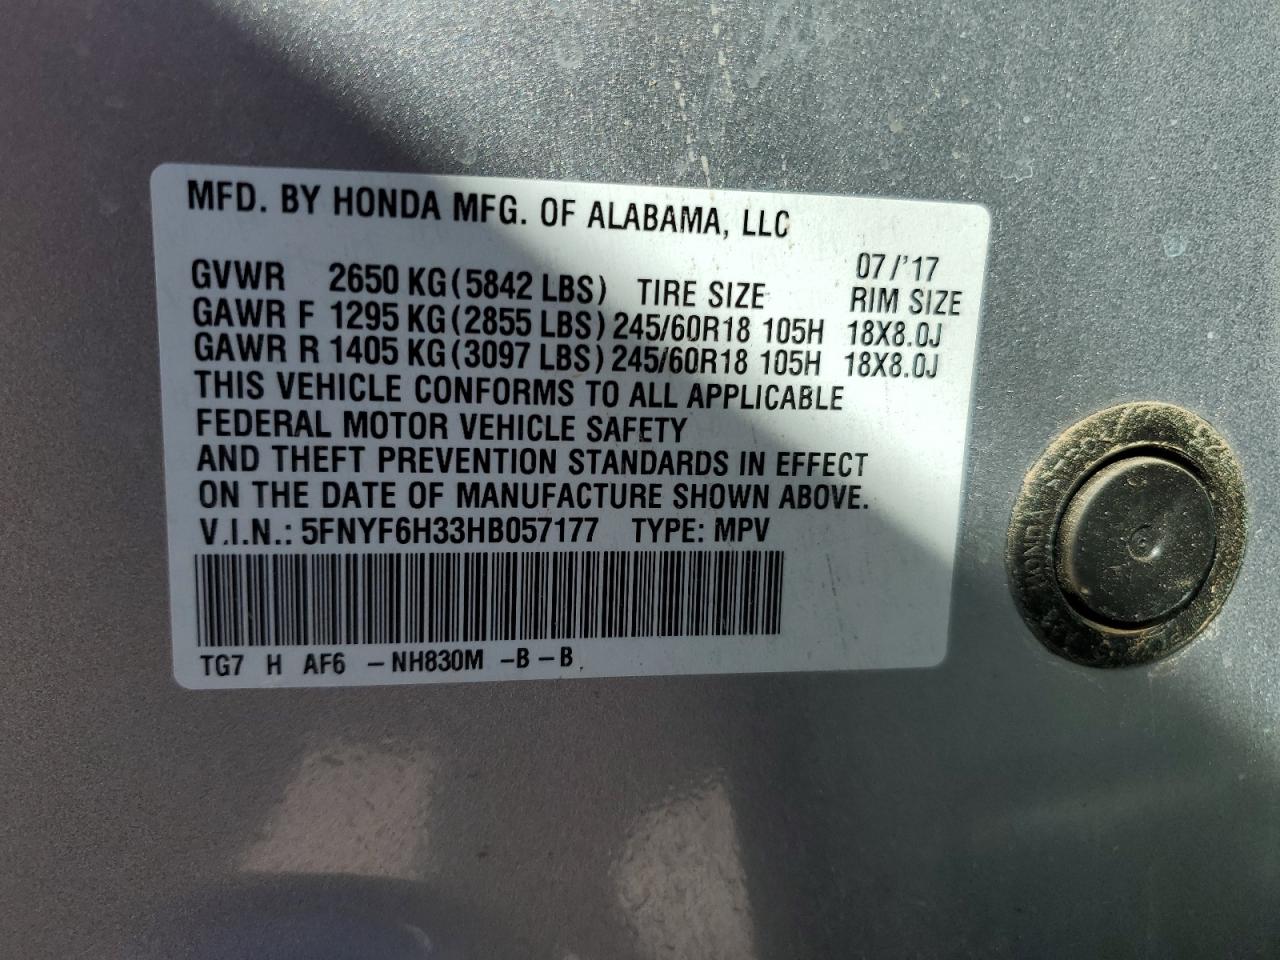 MFD. BY HONDA MFG. OF ALABAMA, LLC
07/'17
GVWR 2650 KG(5842 LBS) TIRE SIZE RIM SIZE
GAWR F 1295 KG(2855 LBS) 245/60R18 105H 18X8.0J
GAWR R 1405 KG(3097 LBS) 245/60R18 105H 18X8.0J
THIS VEHICLE CONFORMS TO ALL APPLICABLE
FEDERAL MOTOR VEHICLE SAFETY
AND THEFT PREVENTION STANDARDS IN EFFECT
ON THE DATE OF MANUFACTURE SHOWN ABOVE.
V.I.N.: 5FNYF6H33HB057177 TYPE: MPV
TG7 H AF6 -NH830M -B-B
HONDA